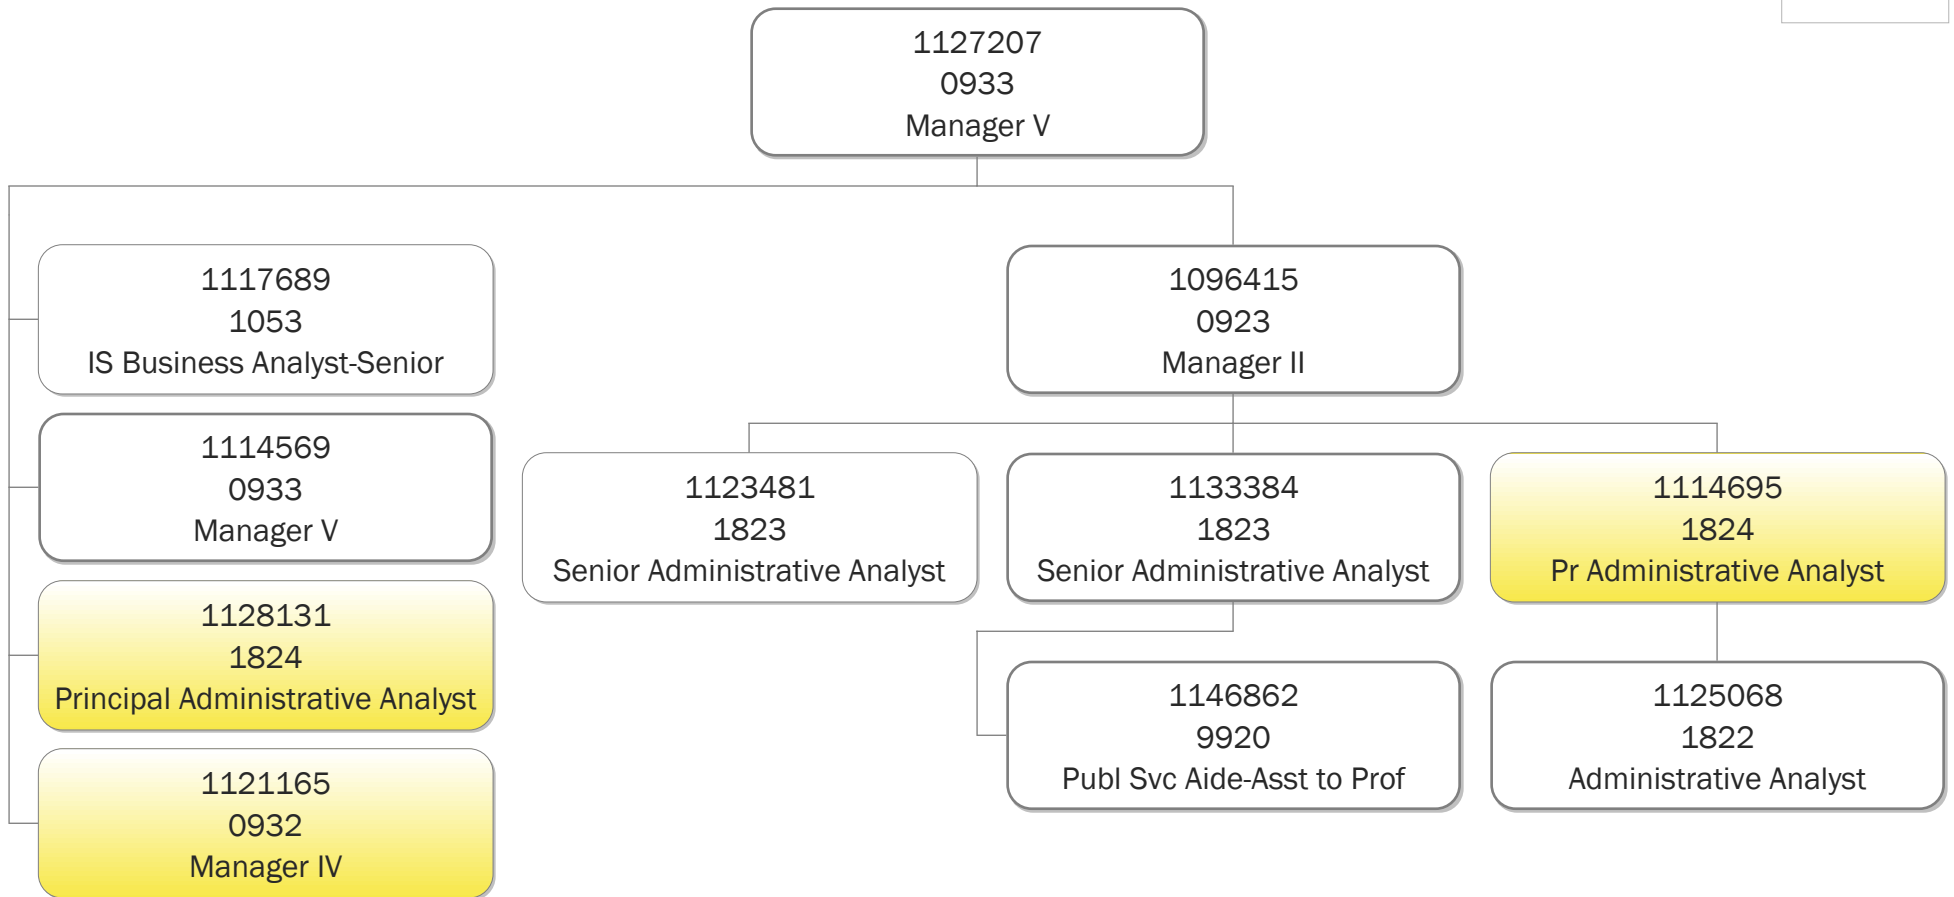 1127207
0933
Manager V
1117689
1053
IS Business Analyst-Senior
1114569
0933
Manager V
1128131
1824
Principal Administrative Analyst
1121165
0932
Manager IV
1096415
0923
Manager II
1123481
1823
Senior Administrative Analyst
1133384
1823
Senior Administrative Analyst
1146862
9920
Publ Svc Aide-Asst to Prof
1114695
1824
Pr Administrative Analyst
1125068
1822
Administrative Analyst